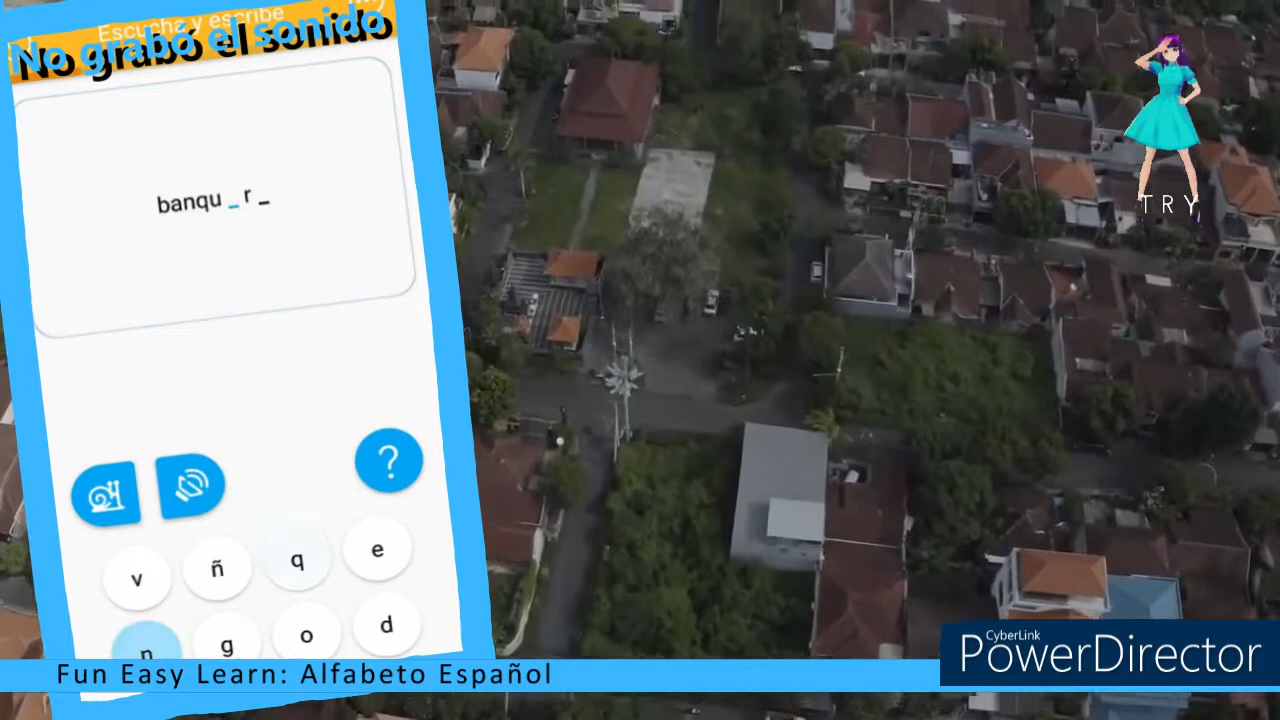 Escucha y escribe
No grabó el sonido
banqu _ r _
?
v ñ q e
n g o d
TRY
Fun Easy Learn: Alfabeto Español
CyberLink
PowerDirector